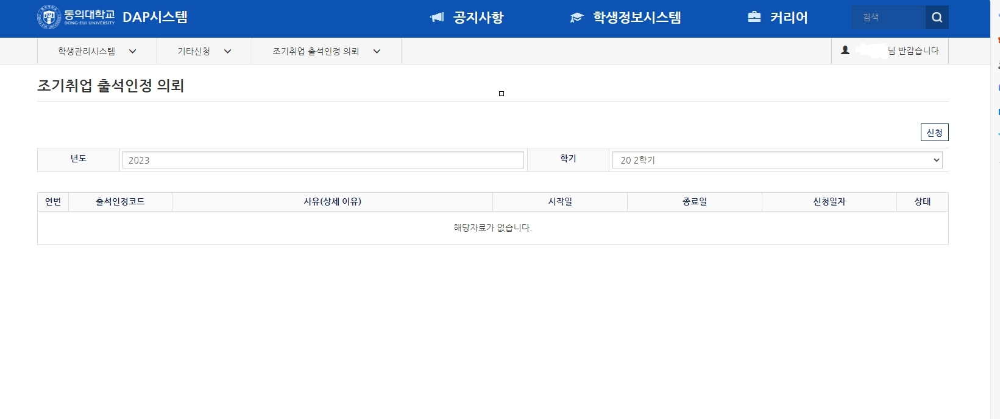 동의대학교 DAP시스템 공지사항 학생정보시스템 커리어 검색
DONG-EUI UNIVERSITY
학생관리시스템 기타신청 조기취업 출석인정 의뢰 님 반갑습니다
조기취업 출석인정 의뢰
신청
년도 2023 학기 20 2학기
연번 출석인정코드 사유(상세 이유) 시작일 종료일 신청일자 상태
해당자료가 없습니다.